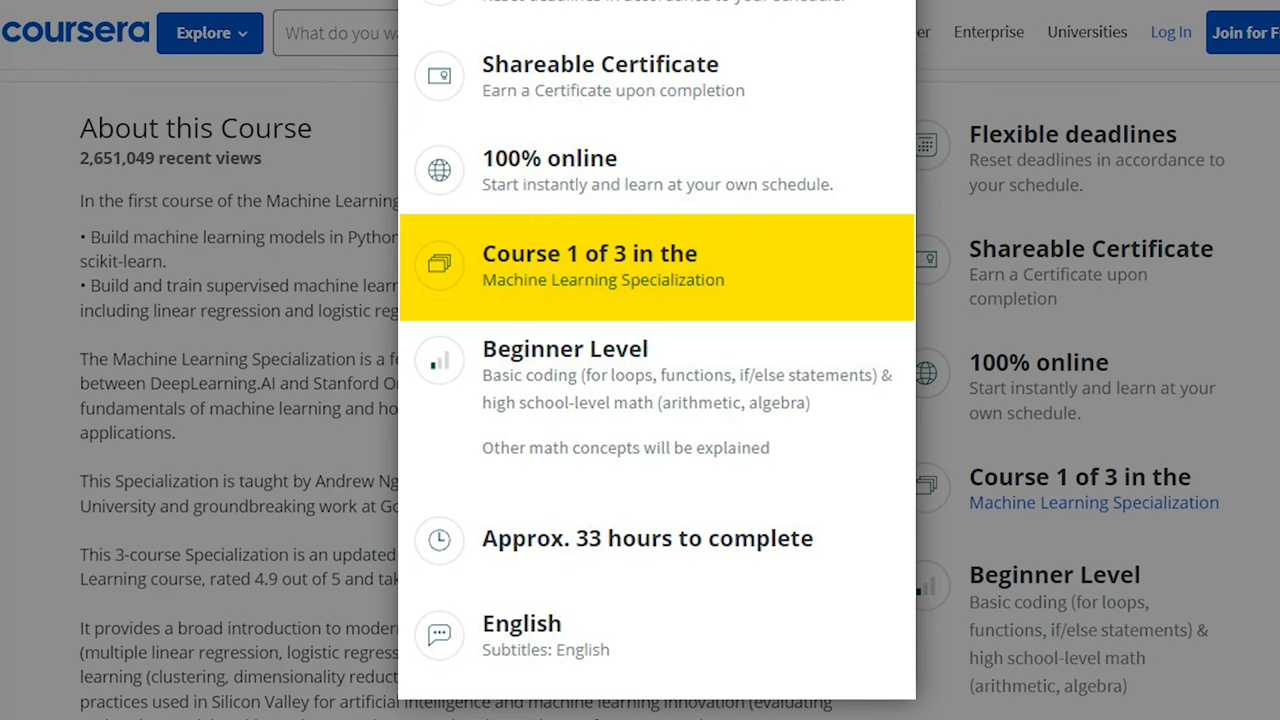 coursera
Explore
What do you wa
er
Enterprise
Universities
Log In
Join for F
About this Course
2,651,049 recent views
In the first course of the Machine Learning
• Build machine learning models in Python
scikit-learn.
• Build and train supervised machine learn
including linear regression and logistic reg
The Machine Learning Specialization is a fo
between DeepLearning.AI and Stanford On
fundamentals of machine learning and ho
applications.
This Specialization is taught by Andrew Ng
University and groundbreaking work at Go
This 3-course Specialization is an updated
Learning course, rated 4.9 out of 5 and tak
It provides a broad introduction to moder
(multiple linear regression, logistic regress
learning (clustering, dimensionality reduct
practices used in Silicon Valley for artificial intelligence and machine learning innovation (evaluating
Reset deadlines in accordance to your schedule.
Shareable Certificate
Earn a Certificate upon completion
100% online
Start instantly and learn at your own schedule.
Course 1 of 3 in the
Machine Learning Specialization
Beginner Level
Basic coding (for loops, functions, if/else statements) &
high school-level math (arithmetic, algebra)
Other math concepts will be explained
Approx. 33 hours to complete
English
Subtitles: English
Flexible deadlines
Reset deadlines in accordance to
your schedule.
Shareable Certificate
Earn a Certificate upon
completion
100% online
Start instantly and learn at your
own schedule.
Course 1 of 3 in the
Machine Learning Specialization
Beginner Level
Basic coding (for loops,
functions, if/else statements) &
high school-level math
(arithmetic, algebra)